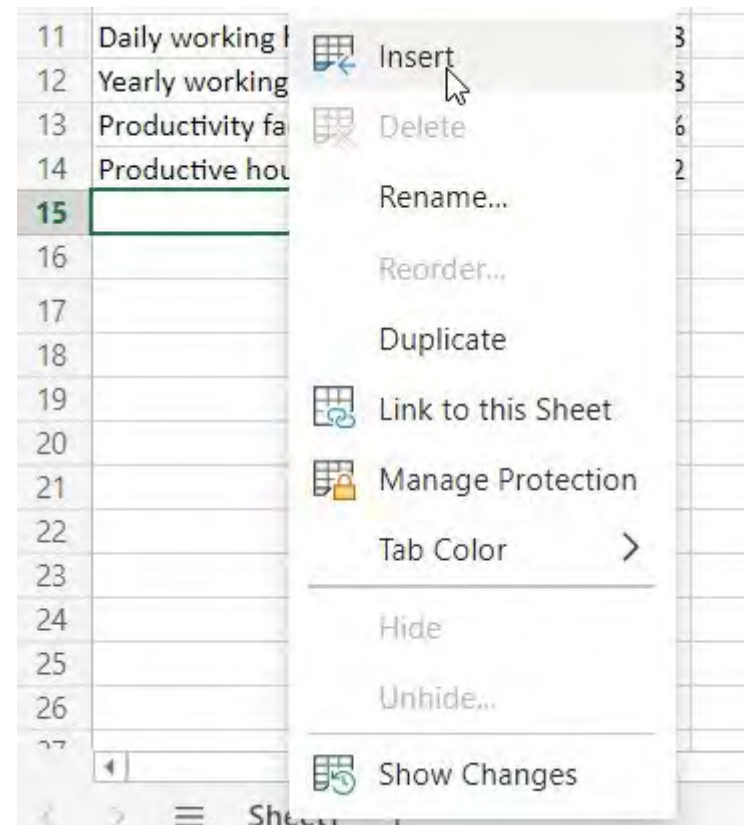 11 Daily working
12 Yearly working
13 Productivity fa
14 Productive hou
15
16
17
18
19
20
21
22
23
24
25
26
Insert
Delete
Rename...
Reorder...
Duplicate
Link to this Sheet
Manage Protection
Tab Color
Hide
Unhide...
Show Changes